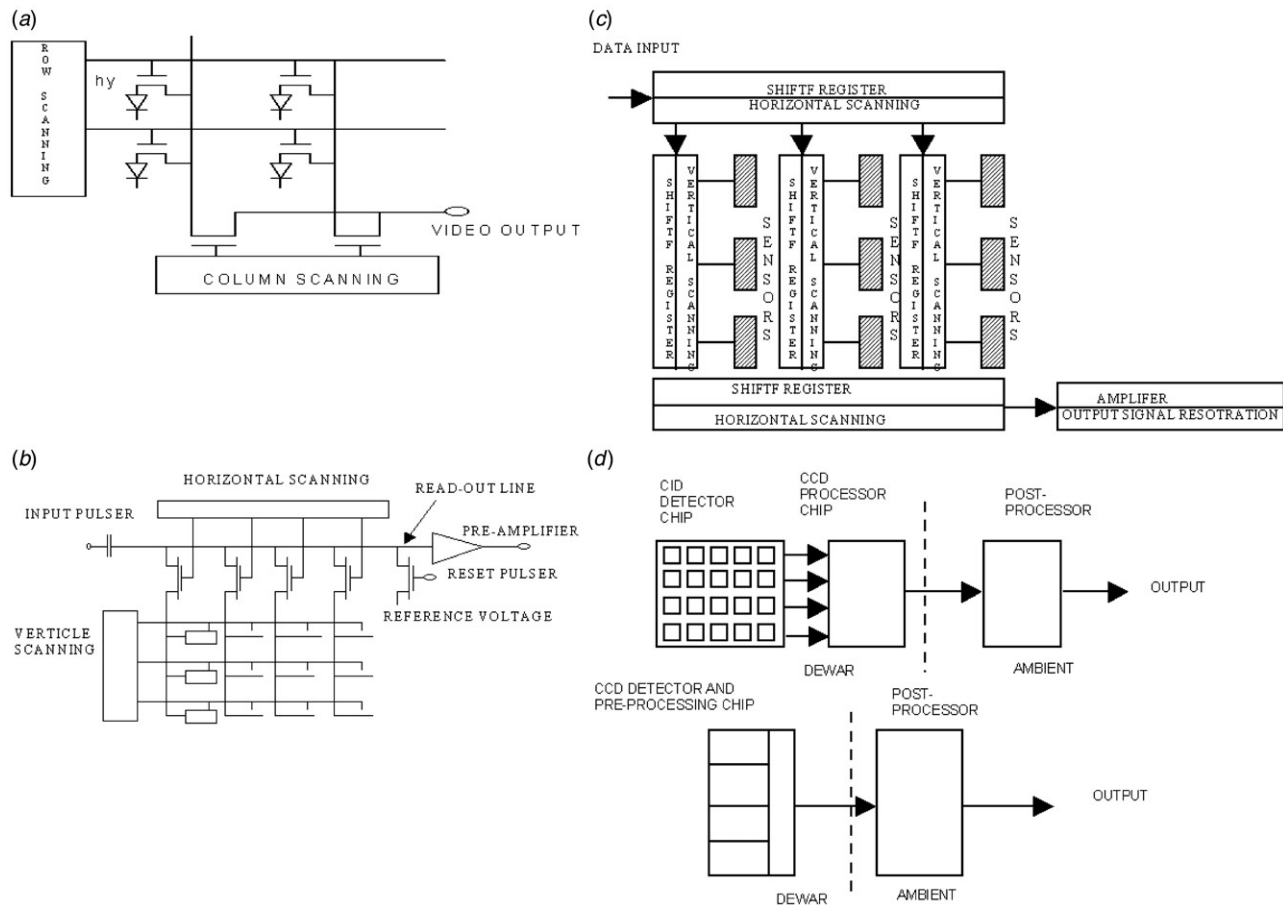 (a)
ROW SCANNING
hy
VIDEO OUTPUT
COLUMN SCANNING
(b)
HORIZONTAL SCANNING
READ-OUT LINE
INPUT PULSER
PRE-AMPLIFIER
RESET PULSER
REFERENCE VOLTAGE
VERTICLE
SCANNING
(c)
DATA INPUT
SHIFTF REGISTER
HORIZONTAL SCANNING
SHIFTF REGISTER
VERTICAL SCANNING
SENSORS
SHIFTF REGISTER
VERTICAL SCANNING
SENSORS
SHIFTF REGISTER
VERTICAL SCANNING
SENSORS
SHIFTF REGISTER
HORIZONTAL SCANNING
AMPLIFER
OUTPUT SIGNAL RESOTRATION
(d)
CID
DETECTOR
CHIP
CCD
PROCESSOR
CHIP
POST-
PROCESSOR
OUTPUT
DEWAR
AMBIENT
CCD DETECTOR AND
PRE-PROCESSING CHIP
POST-
PROCESSOR
OUTPUT
DEWAR
AMBIENT